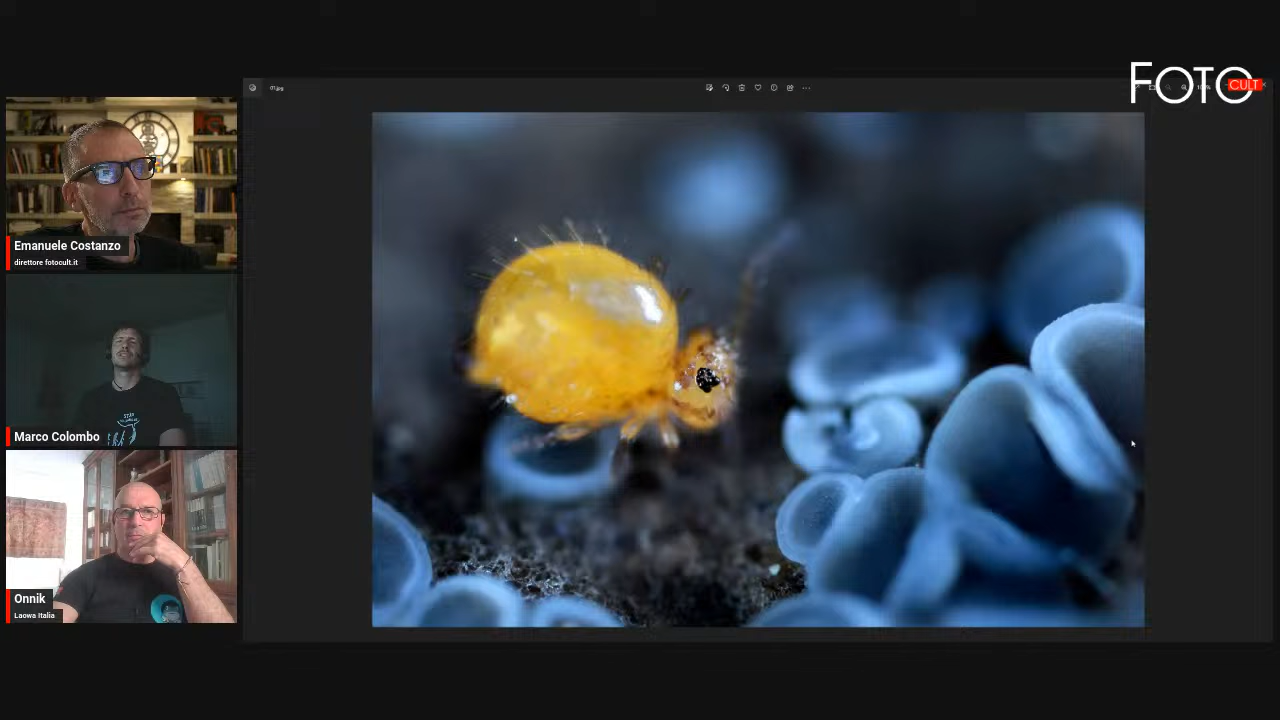 FOTO
CULT
Emanuele Costanzo
direttore fotocult.it
Marco Colombo
Onnik
Laowa Italia